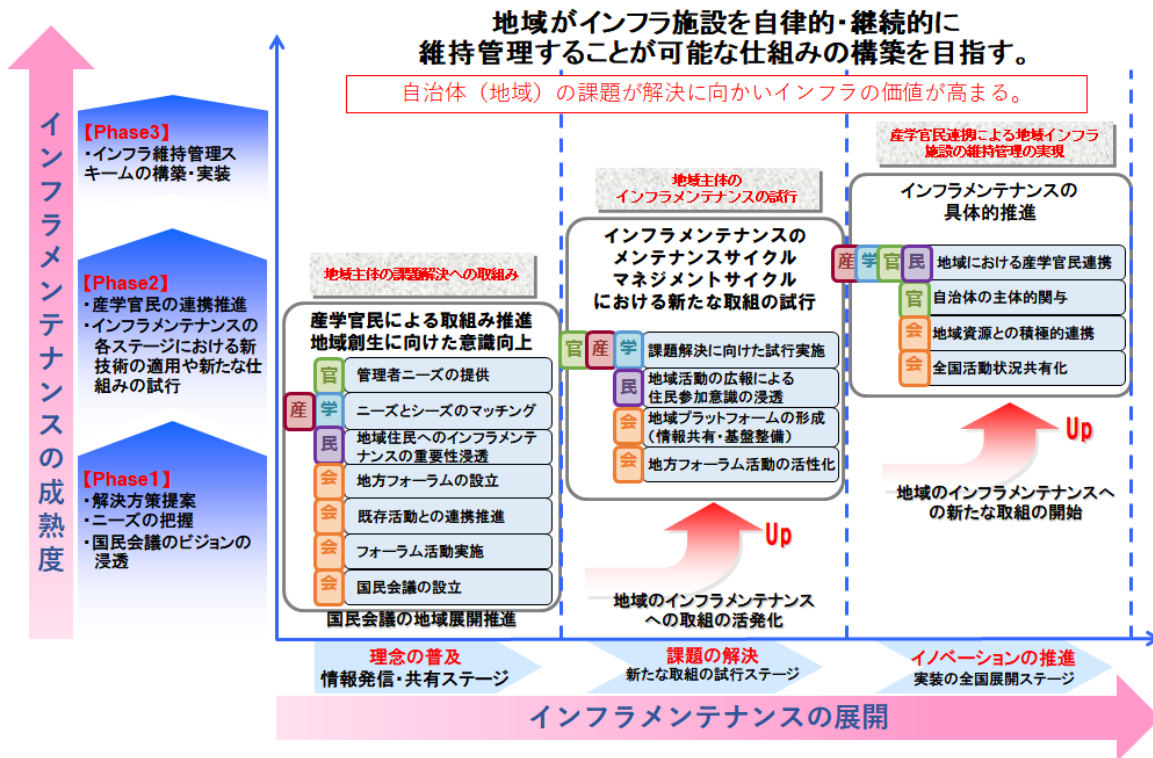 地域がインフラ施設を自律的・継続的に
維持管理することが可能な仕組みの構築を目指す。
自治体（地域）の課題が解決に向かいインフラの価値が高まる。
インフラメンテナンスの成熟度
【Phase3】
・インフラ維持管理ス
キームの構築・実装
【Phase2】
・産学官民の連携推進
・インフラメンテナンスの
各ステージにおける新
技術の適用や新たな仕
組みの試行
【Phase1】
・解決方策提案
・ニーズの把握
・国民会議のビジョンの
浸透
地域主体の課題解決への取組み
産学官民による取組み推進
地域創生に向けた意識向上
官 管理者ニーズの提供
産 学 ニーズとシーズのマッチング
民 地域住民へのインフラメンテ
ナンスの重要性浸透
会 地方フォーラムの設立
会 既存活動との連携推進
会 フォーラム活動実施
会 国民会議の設立
国民会議の地域展開推進
地域主体の
インフラメンテナンスの試行
インフラメンテナンスの
メンテナンスサイクル
マネジメントサイクル
における新たな取組の試行
官 産 学 課題解決に向けた試行実施
民 地域活動の広報による
住民参加意識の浸透
会 地域プラットフォームの形成
（情報共有・基盤整備）
会 地方フォーラム活動の活性化
Up
地域のインフラメンテナンス
への取組の活発化
産学官民連携による地域インフラ
施設の維持管理の実現
インフラメンテナンスの
具体的推進
産 学 官 民 地域における産学官民連携
官 自治体の主体的関与
会 地域資源との積極的連携
会 全国活動状況共有化
Up
地域のインフラメンテナンスへ
の新たな取組の開始
理念の普及
情報発信・共有ステージ
課題の解決
新たな取組の試行ステージ
イノベーションの推進
実装の全国展開ステージ
インフラメンテナンスの展開